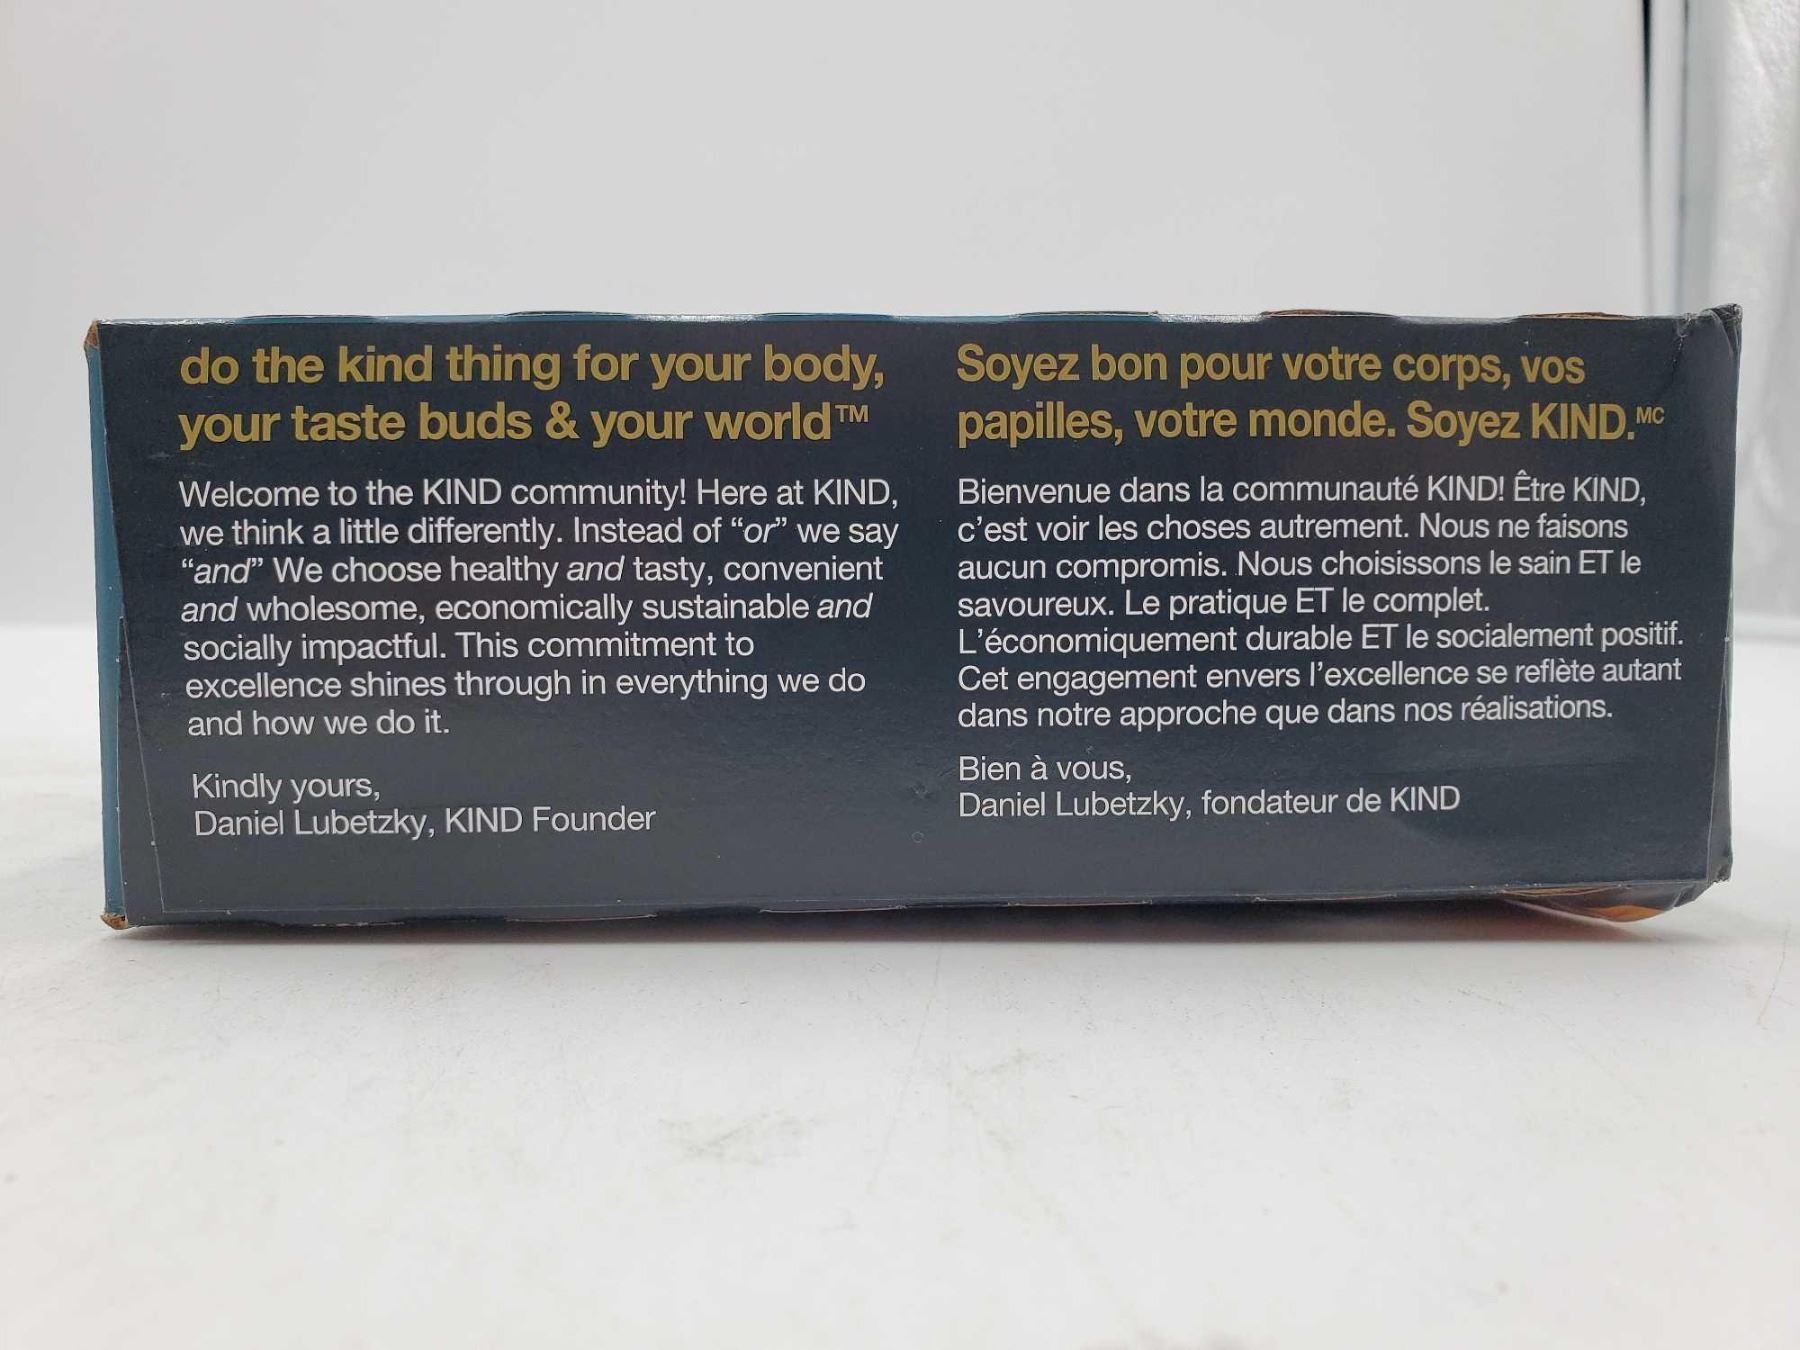 do the kind thing for your body,
your taste buds & your world™
Welcome to the KIND community! Here at KIND,
we think a little differently. Instead of “or” we say
“and” We choose healthy and tasty, convenient
and wholesome, economically sustainable and
socially impactful. This commitment to
excellence shines through in everything we do
and how we do it.
Kindly yours,
Daniel Lubetzky, KIND Founder
Soyez bon pour votre corps, vos
papilles, votre monde. Soyez KIND.MC
Bienvenue dans la communauté KIND! Être KIND,
c’est voir les choses autrement. Nous ne faisons
aucun compromis. Nous choisissons le sain ET le
savoureux. Le pratique ET le complet.
L’économiquement durable ET le socialement positif.
Cet engagement envers l’excellence se reflète autant
dans notre approche que dans nos réalisations.
Bien à vous,
Daniel Lubetzky, fondateur de KIND